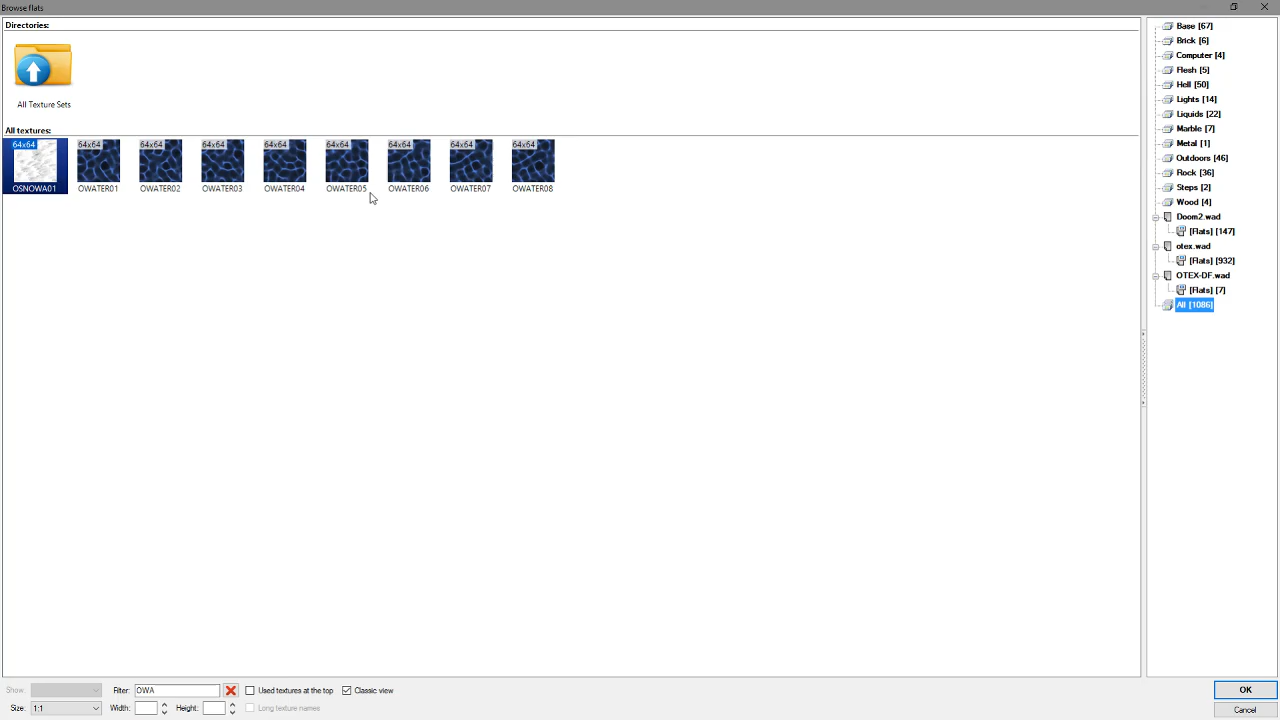 Browse flats
Directories:
All Texture Sets
All textures:
64x64 64x64 64x64 64x64 64x64 64x64 64x64 64x64 64x64
OSNOWA01 OWATER01 OWATER02 OWATER03 OWATER04 OWATER05 OWATER06 OWATER07 OWATER08
Base [67]
Brick [6]
Computer [4]
Flesh [5]
Hell [50]
Lights [14]
Liquids [22]
Marble [7]
Metal [1]
Outdoors [46]
Rock [36]
Steps [2]
Wood [4]
Doom2.wad
[Flats] [147]
otex.wad
[Flats] [932]
OTEX-DF.wad
[Flats] [7]
All [1086]
Show: Filter: OWA Used textures at the top Classic view
Size: 1:1 Width: Height: Long texture names
OK
Cancel